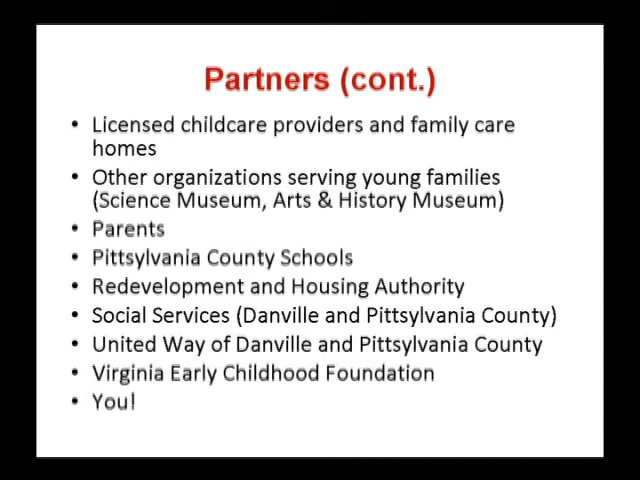 Partners (cont.)
• Licensed childcare providers and family care
homes
• Other organizations serving young families
(Science Museum, Arts & History Museum)
• Parents
• Pittsylvania County Schools
• Redevelopment and Housing Authority
• Social Services (Danville and Pittsylvania County)
• United Way of Danville and Pittsylvania County
• Virginia Early Childhood Foundation
• You!